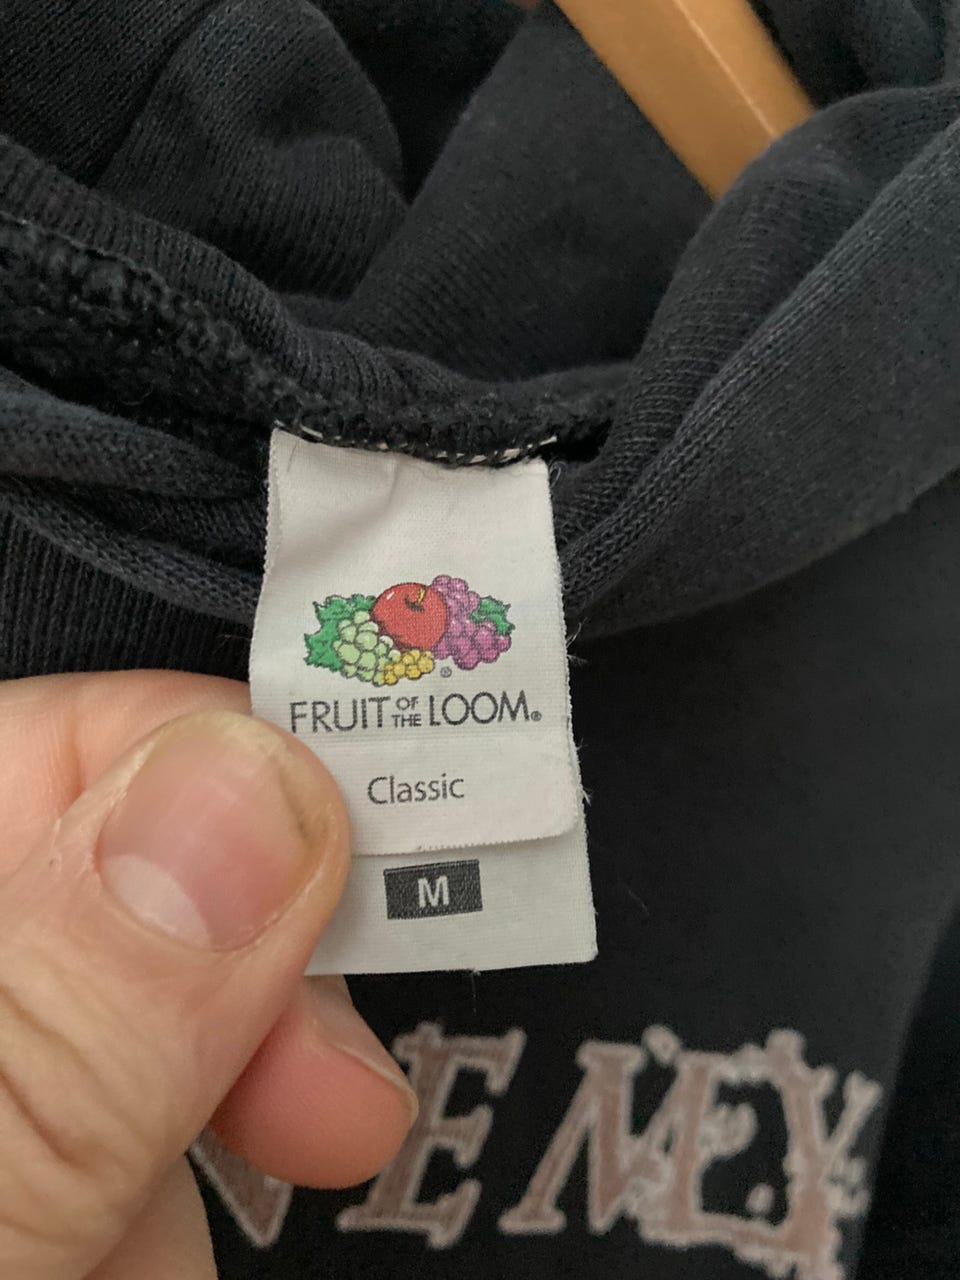 FRUIT OF THE LOOM®
Classic
M